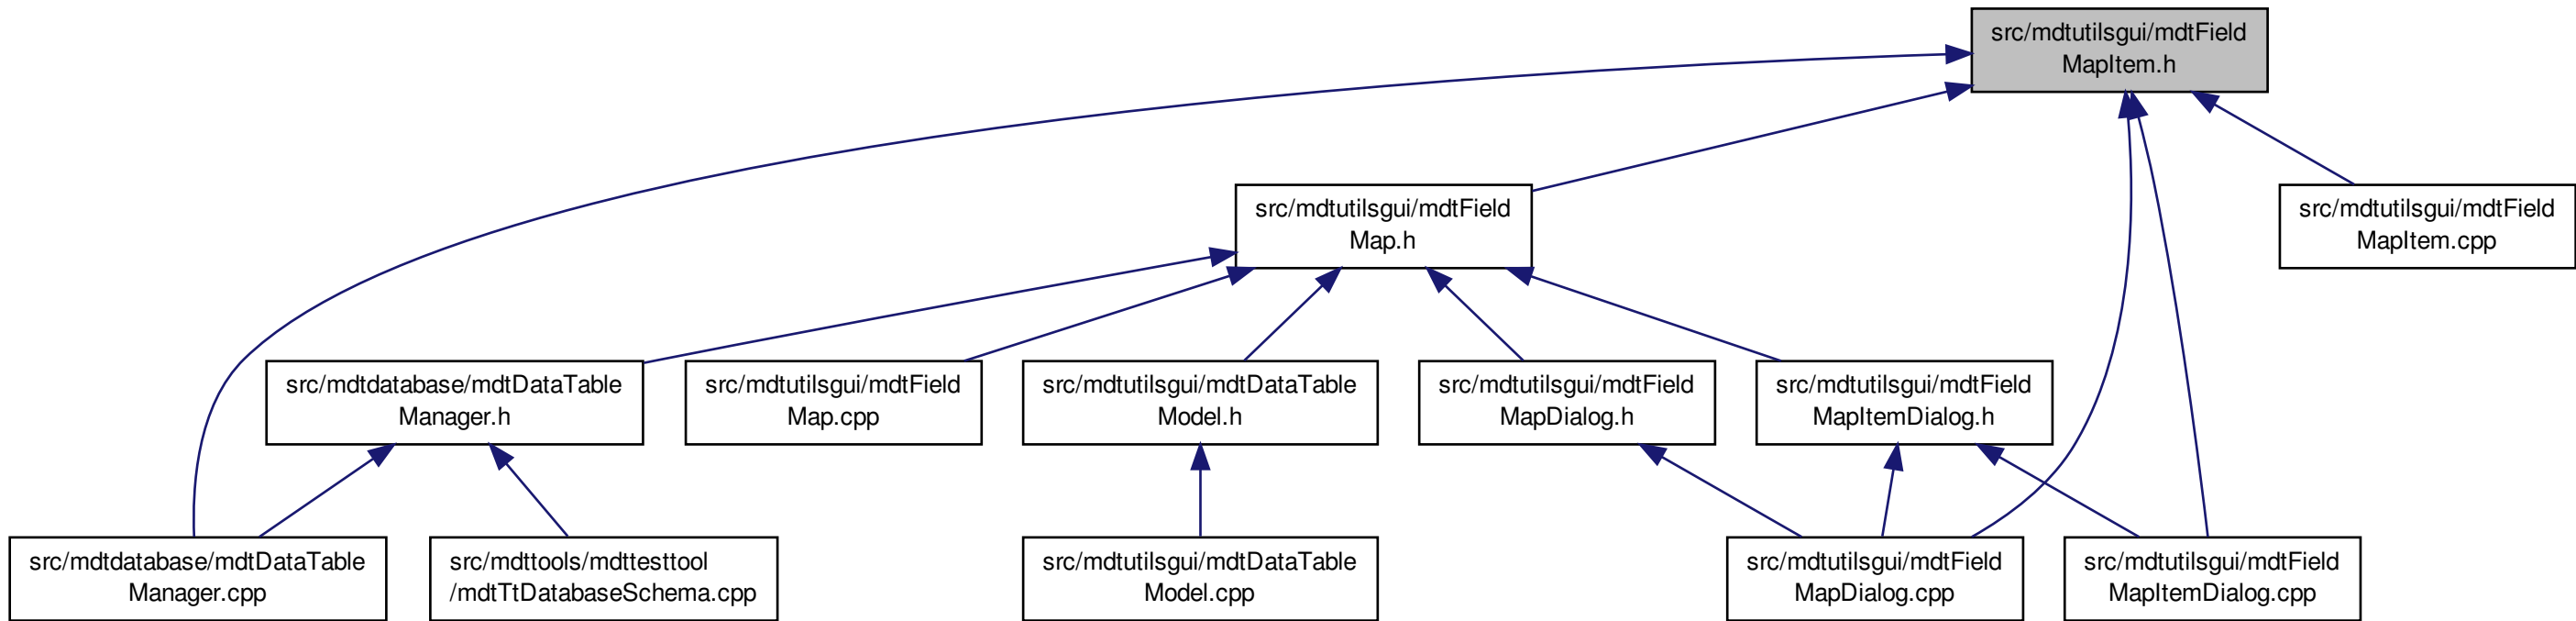 src/mdtutilsgui/mdtField
MapItem.h
src/mdtutilsgui/mdtField
Map.h
src/mdtutilsgui/mdtField
MapItem.cpp
src/mdtdatabase/mdtDataTable
Manager.h
src/mdtutilsgui/mdtField
Map.cpp
src/mdtutilsgui/mdtDataTable
Model.h
src/mdtutilsgui/mdtField
MapDialog.h
src/mdtutilsgui/mdtField
MapItemDialog.h
src/mdtdatabase/mdtDataTable
Manager.cpp
src/mdttools/mdttesttool
/mdtTtDatabaseSchema.cpp
src/mdtutilsgui/mdtDataTable
Model.cpp
src/mdtutilsgui/mdtField
MapDialog.cpp
src/mdtutilsgui/mdtField
MapItemDialog.cpp